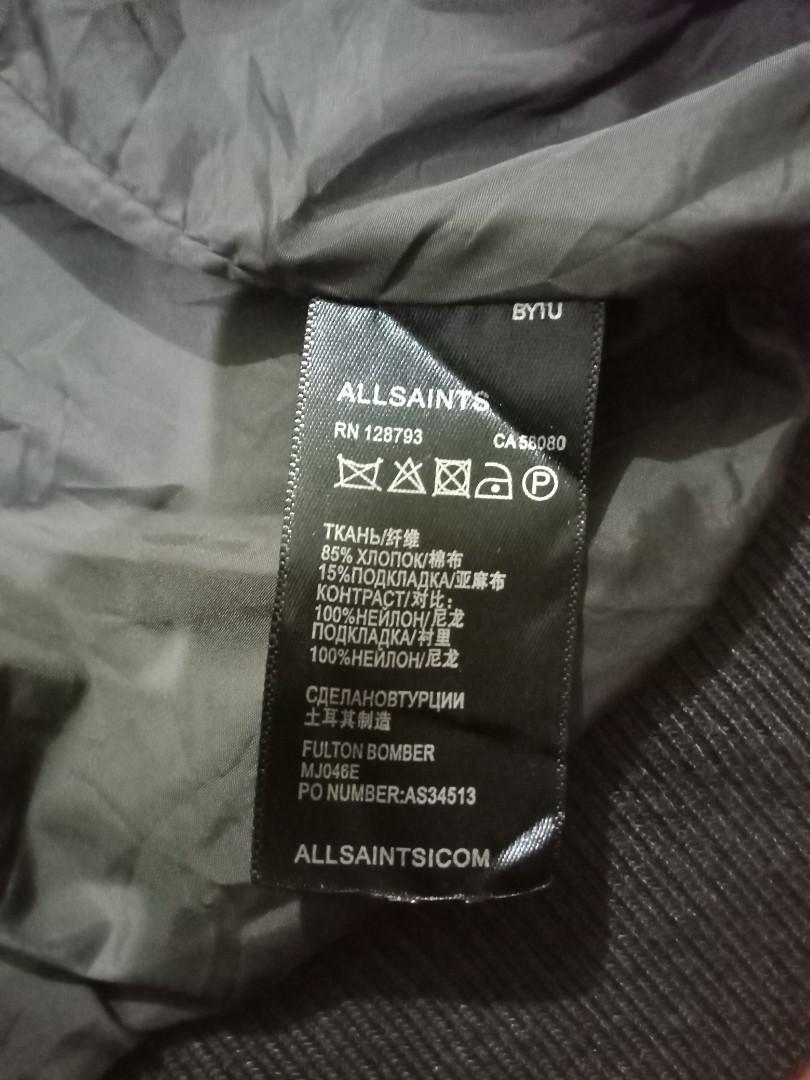 BY1U
ALLSAINTS
RN 128793 CA 58080
P
ТКАНЬ/纤维
85% ХЛОПОК/棉布
15%ПОДКЛАДКА/亚麻布
КОНТРАСТ/对比:
100%НЕЙЛОН/尼龙
ПОДКЛАДКА/衬里
100%НЕЙЛОН/尼龙
СДЕЛАНОВТУРЦИИ
土耳其制造
FULTON BOMBER
MJ046E
PO NUMBER:AS34513
ALLSAINTSICOM